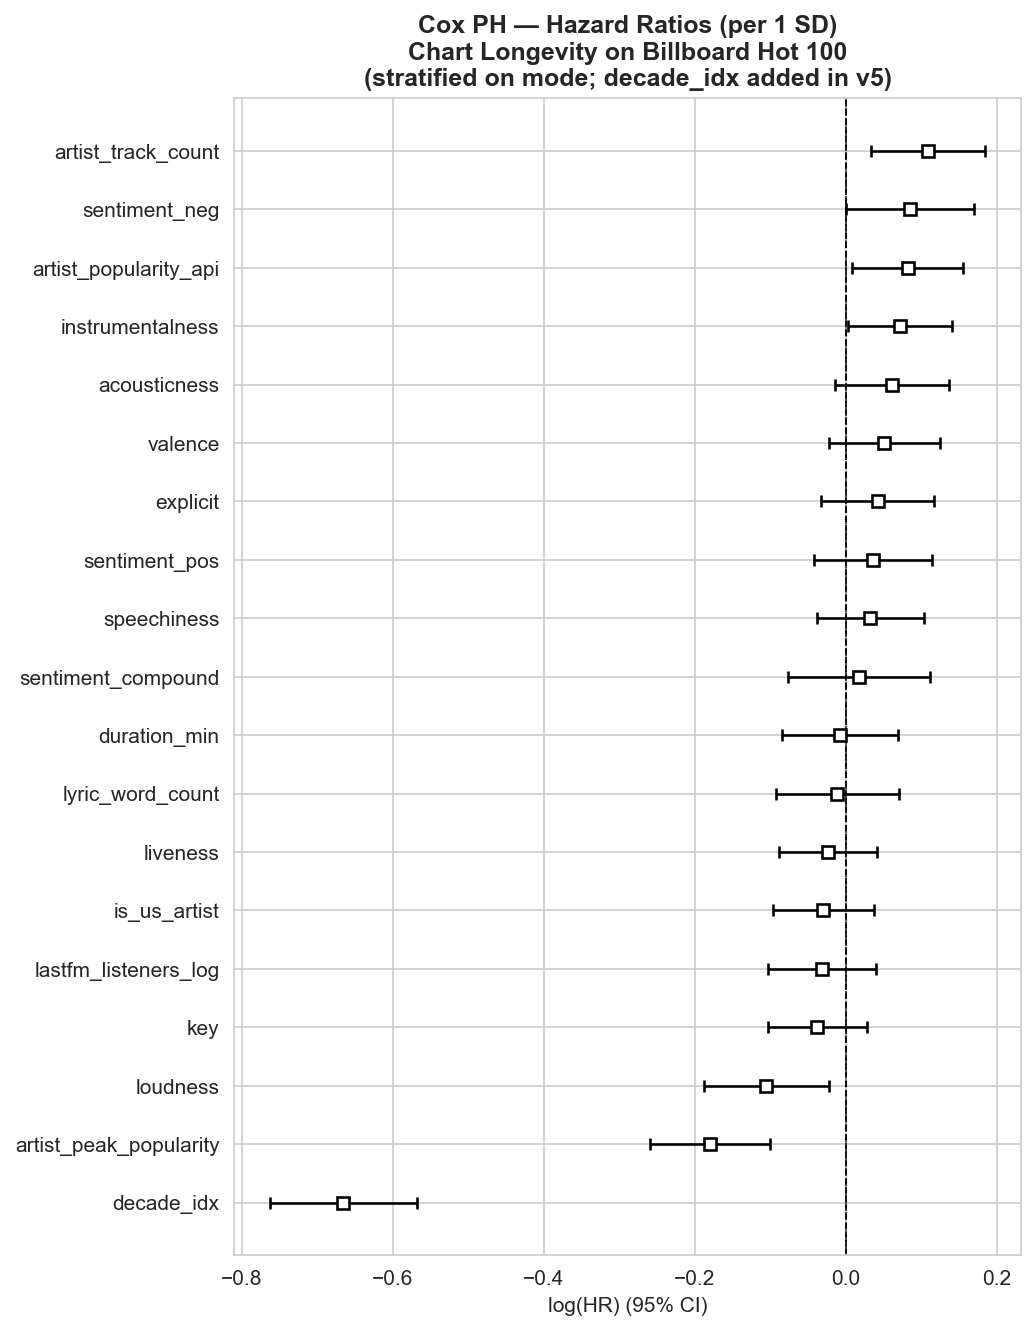 Cox PH — Hazard Ratios (per 1 SD)
Chart Longevity on Billboard Hot 100
(stratified on mode; decade_idx added in v5)
artist_track_count
sentiment_neg
artist_popularity_api
instrumentalness
acousticness
valence
explicit
sentiment_pos
speechiness
sentiment_compound
duration_min
lyric_word_count
liveness
is_us_artist
lastfm_listeners_log
key
loudness
artist_peak_popularity
decade_idx
−0.8 −0.6 −0.4 −0.2 0.0 0.2
log(HR) (95% CI)